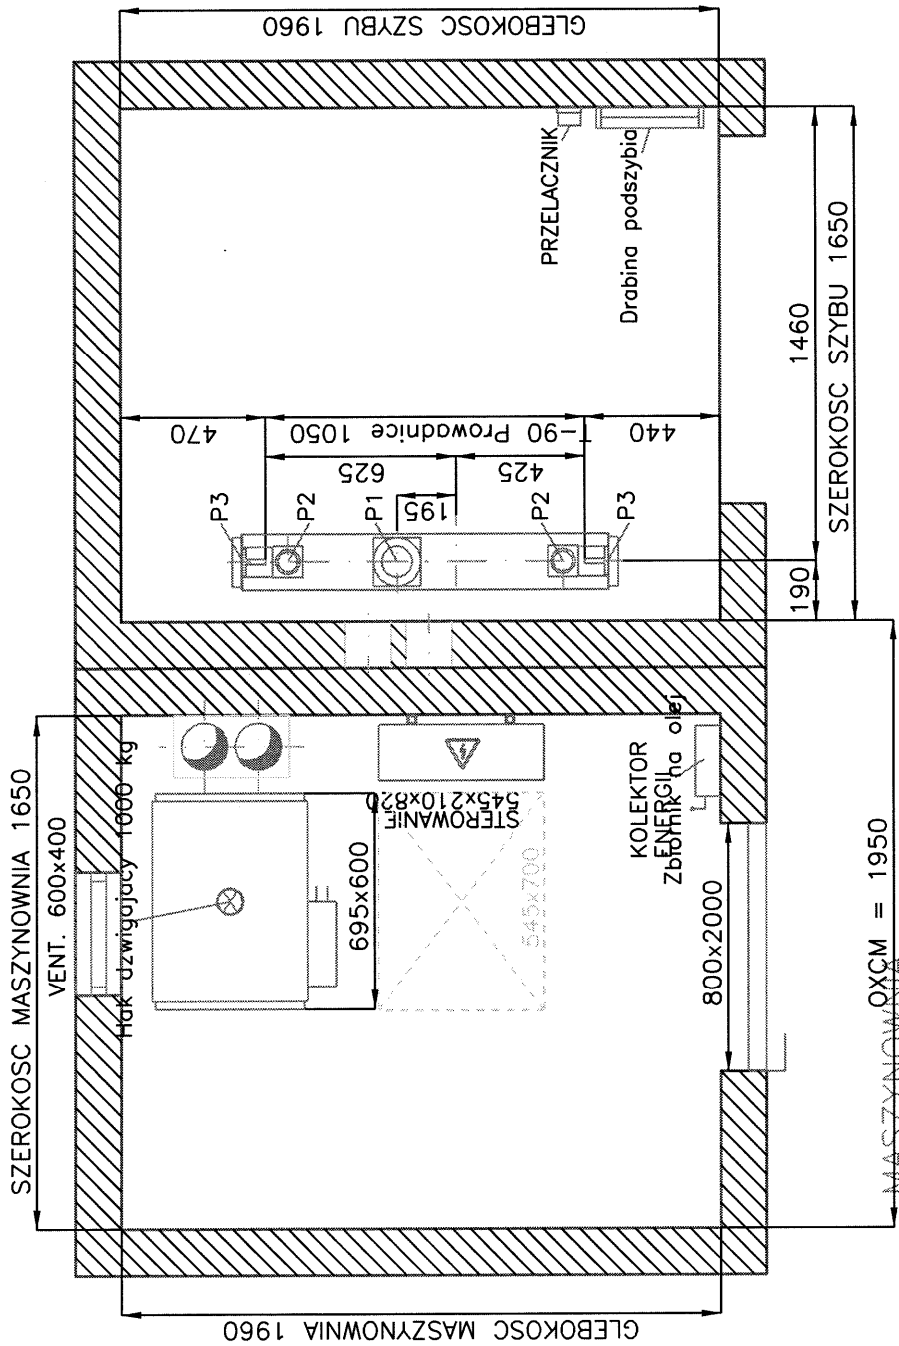 GLEBOKOSC SZYBU 1960
PRZELACZNIK
Drabina podszybia
1460
SZEROKOSC SZYBU 1650
190
470
T-90 Prowadnice 1050
440
625
425
195
P3
P2
P1
P2
P3
SZEROKOSC MASZYNOWNIA 1650
VENT. 600x400
Hak dzwigajacy 1000 kg
695x600
STEROWANIE
545x210x820
545x700
KOLEKTOR
ENERGII
Zbiornik na olej
800x2000
OXCM = 1950
MASZYNOWNIA
GLEBOKOSC MASZYNOWNIA 1960